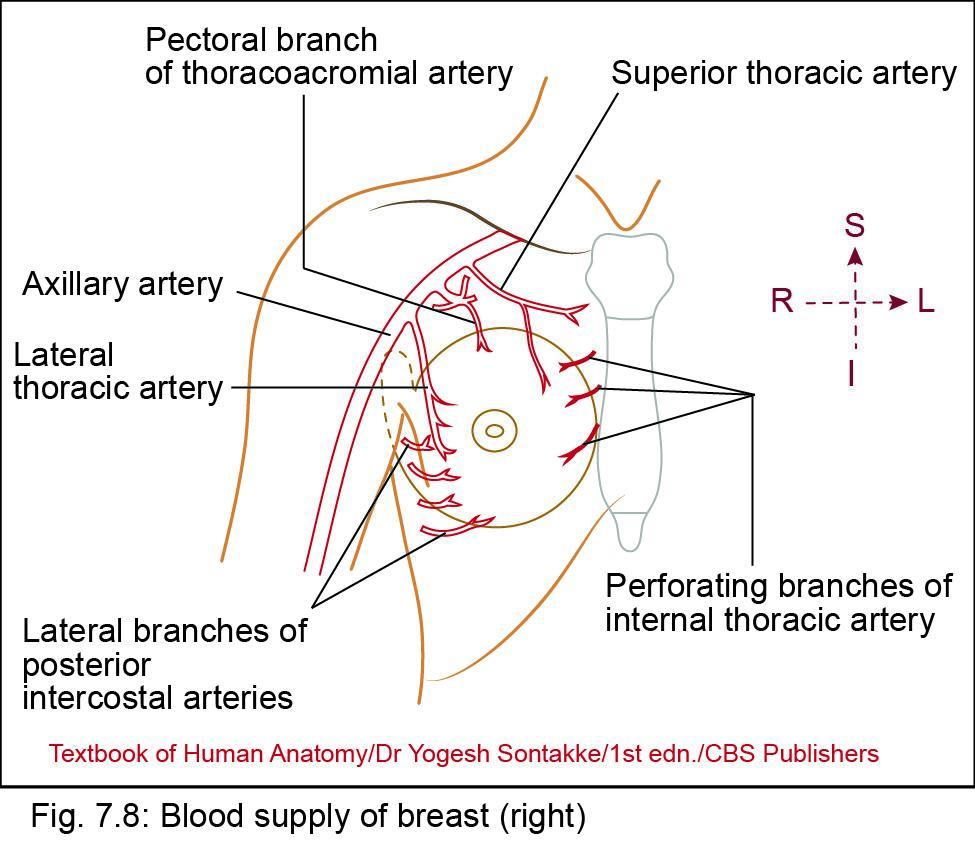 Pectoral branch
of thoracoacromial artery
Superior thoracic artery
S
R
L
I
Axillary artery
Lateral
thoracic artery
Perforating branches of
internal thoracic artery
Lateral branches of
posterior
intercostal arteries
Textbook of Human Anatomy/Dr Yogesh Sontakke/1st edn./CBS Publishers
Fig. 7.8: Blood supply of breast (right)